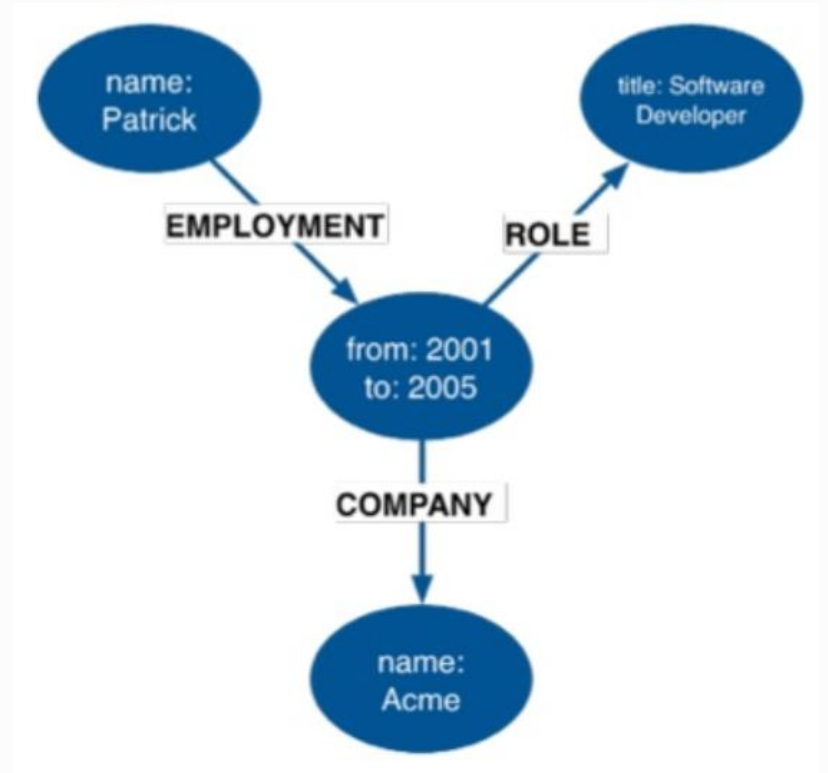 name:
Patrick
title: Software
Developer
EMPLOYMENT
ROLE
from: 2001
to: 2005
COMPANY
name:
Acme